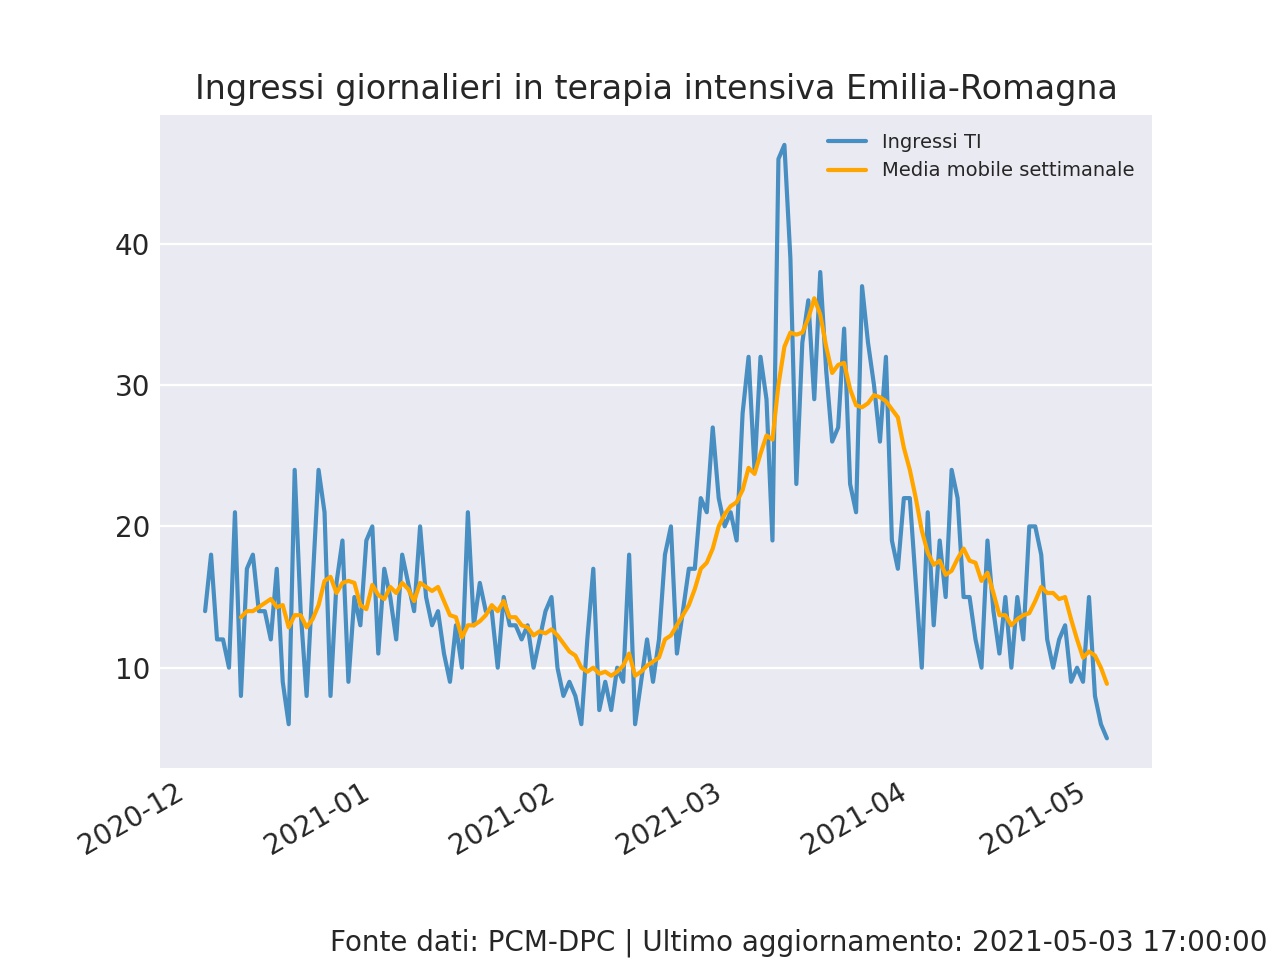 Ingressi giornalieri in terapia intensiva Emilia-Romagna
Ingressi TI
Media mobile settimanale
40
30
20
10
2020-12
2021-01
2021-02
2021-03
2021-04
2021-05
Fonte dati: PCM-DPC | Ultimo aggiornamento: 2021-05-03 17:00:00